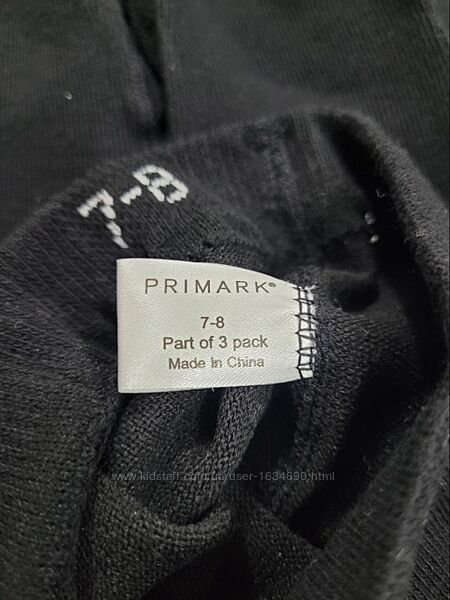 7-8
PRIMARK®
7-8
Part of 3 pack
Made in China
www.kidstaff.com.ua/user-1634690.html